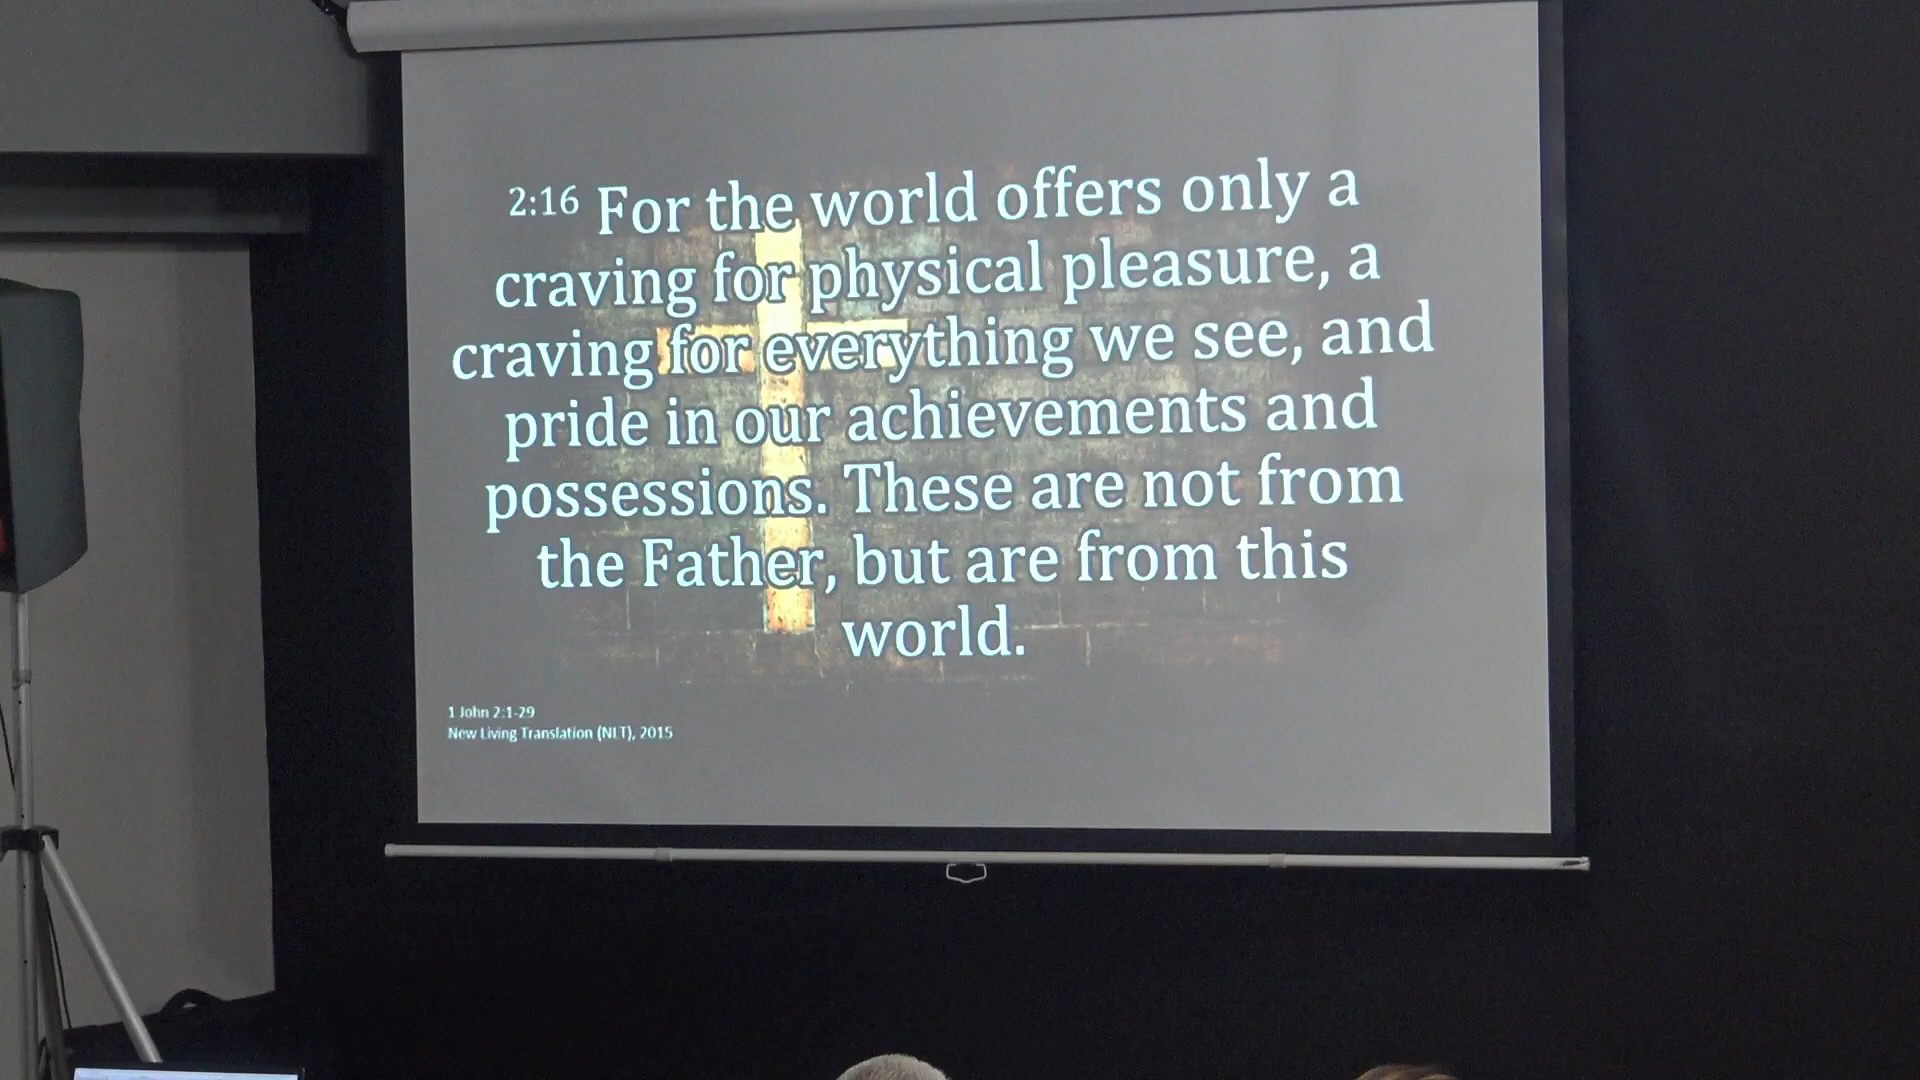 2:16 For the world offers only a
craving for physical pleasure, a
craving for everything we see, and
pride in our achievements and
possessions. These are not from
the Father, but are from this
world.
1 John 2:1-29
New Living Translation (NLT), 2015